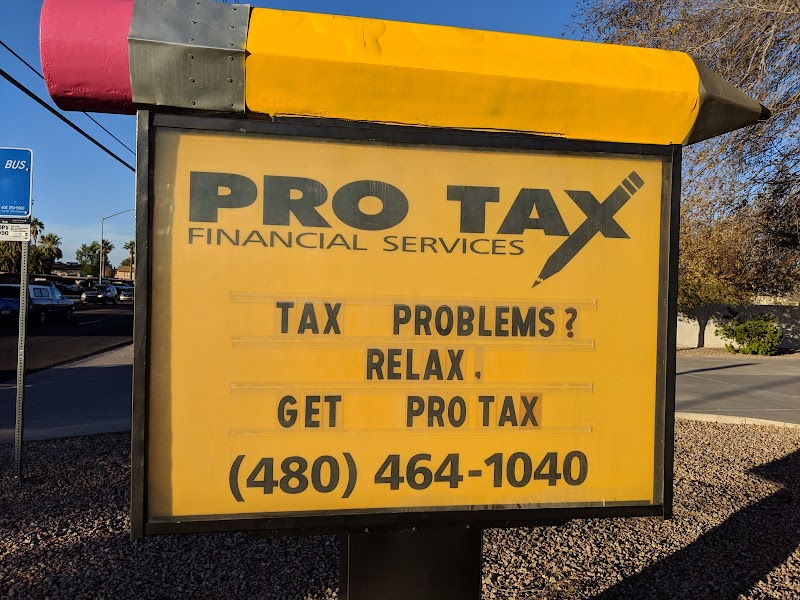 BUS
PRO TAX
FINANCIAL SERVICES
TAX PROBLEMS?
RELAX.
GET PRO TAX
(480) 464-1040